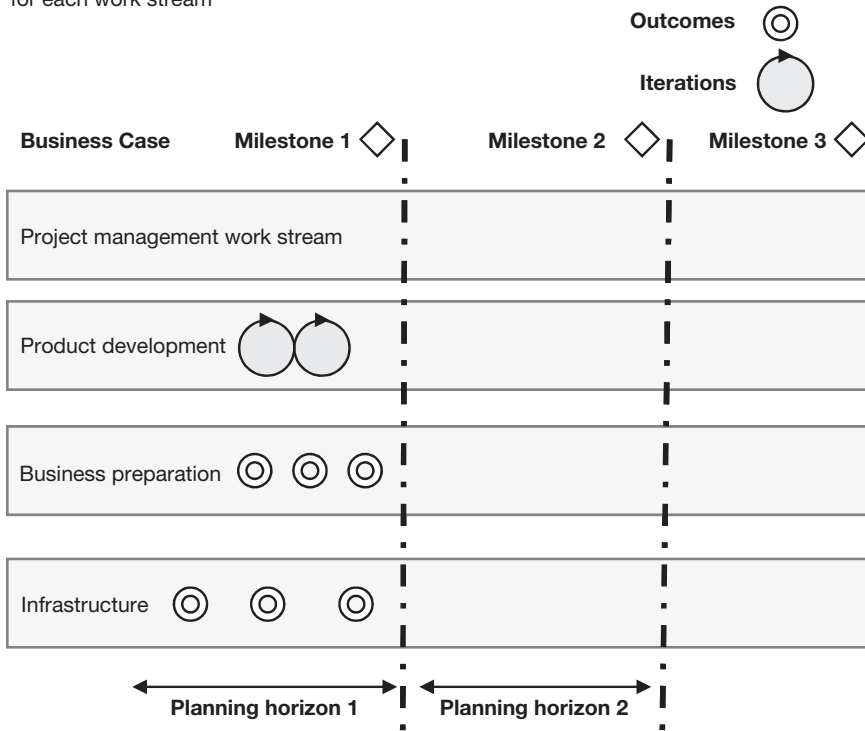 for each work stream
Outcomes
Iterations
Business Case Milestone 1 Milestone 2 Milestone 3
Project management work stream
Product development
Business preparation
Infrastructure
Planning horizon 1 Planning horizon 2